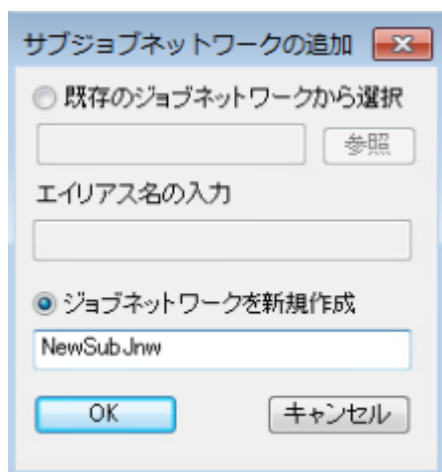 サブジョブネットワークの追加
既存のジョブネットワークから選択
参照
エイリアス名の入力
ジョブネットワークを新規作成
NewSubJnw
OK
キャンセル